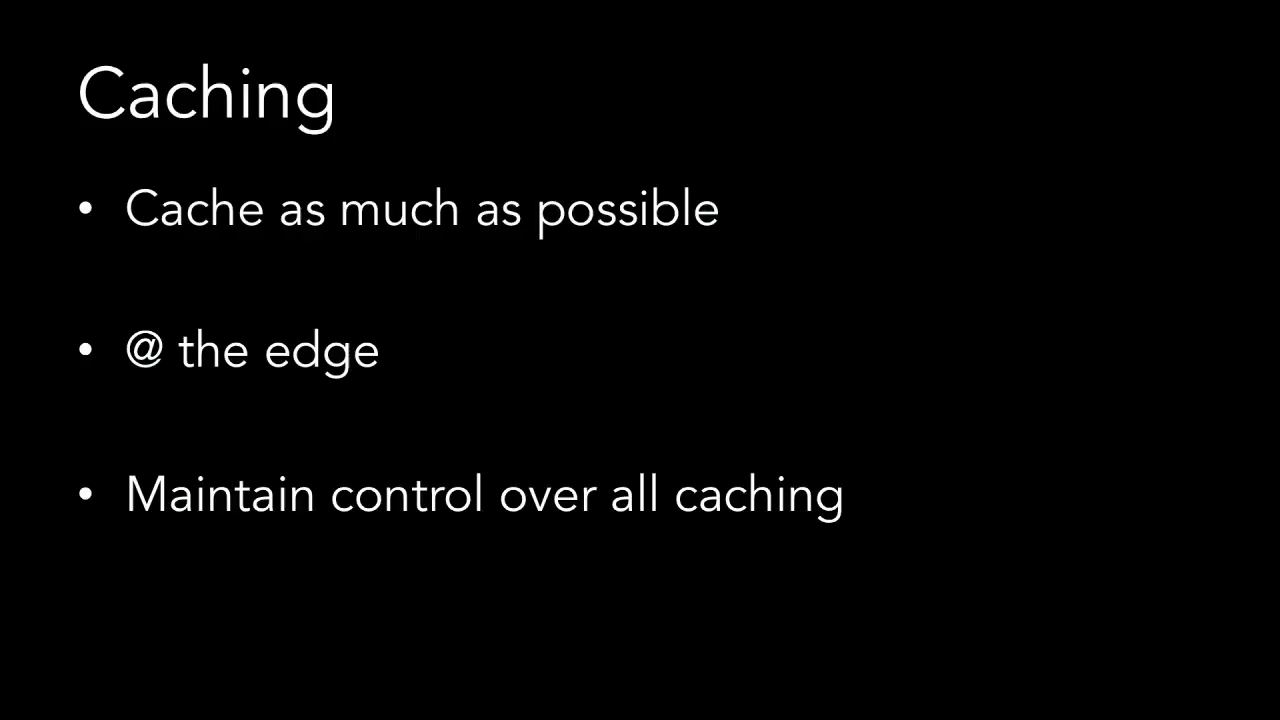 Caching
• Cache as much as possible
• @ the edge
• Maintain control over all caching